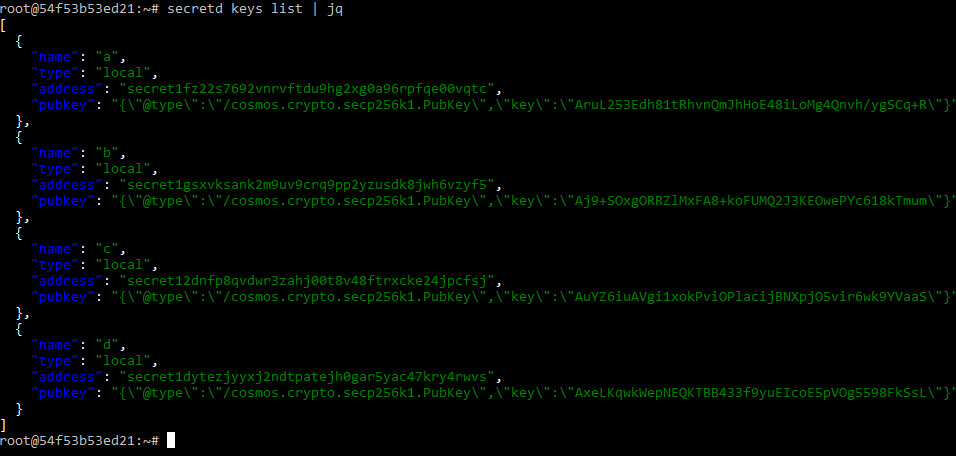 root@54f53b53ed21:~# secretd keys list | jq
[
  {
    "name": "a",
    "type": "local",
    "address": "secret1fz22s7692vnrvftdu9hg2xg0a96rpfqe00vqtc",
    "pubkey": "{\"@type\":\"/cosmos.crypto.secp256k1.PubKey\",\"key\":\"AruL253Edh81tRhvnQmJhHoE48iLoMg4Qnvh/ygSCq+R\"}"
  },
  {
    "name": "b",
    "type": "local",
    "address": "secret1gsxvksank2m9uv9crq9pp2yzusdk8jwh6vzyf5",
    "pubkey": "{\"@type\":\"/cosmos.crypto.secp256k1.PubKey\",\"key\":\"Aj9+SOxgORRZlMxFA8+koFUMQ2J3KEOwePYc618kTmum\"}"
  },
  {
    "name": "c",
    "type": "local",
    "address": "secret12dnfp8qvdwr3zahj00t8v48ftrxcke24jpcfsj",
    "pubkey": "{\"@type\":\"/cosmos.crypto.secp256k1.PubKey\",\"key\":\"AuYZ6iuAVgi1xokPviOPlacijBNXpjO5vir6wk9YVaaS\"}"
  },
  {
    "name": "d",
    "type": "local",
    "address": "secret1dytezjyyxj2ndtpatejh0gar5yac47kry4rwvs",
    "pubkey": "{\"@type\":\"/cosmos.crypto.secp256k1.PubKey\",\"key\":\"AxeLKqwkWepNEQKTBB433f9yuEIcoE5pVOg5598FkSsL\"}"
  }
]
root@54f53b53ed21:~#